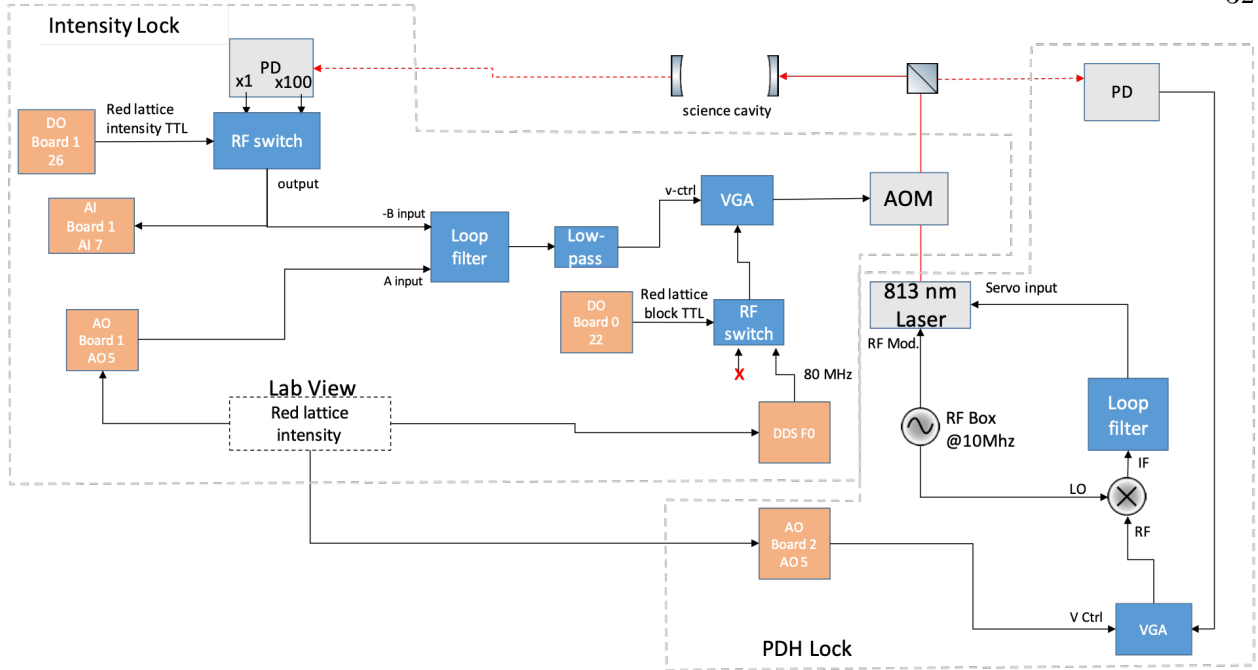 32
Intensity Lock
PD
x1
x100
science cavity
PD
DO
Board 1
26
Red lattice
intensity TTL
RF switch
output
AI
Board 1
AI 7
-B input
A input
Loop
filter
Low-
pass
v-ctrl
VGA
AOM
AO
Board 1
AO 5
DO
Board 0
22
Red lattice
block TTL
RF
switch
X
80 MHz
813 nm
Laser
Servo input
RF Mod.
Lab View
Red lattice
intensity
DDS F0
RF Box
@10Mhz
Loop
filter
IF
LO
RF
AO
Board 2
AO 5
V Ctrl
VGA
PDH Lock